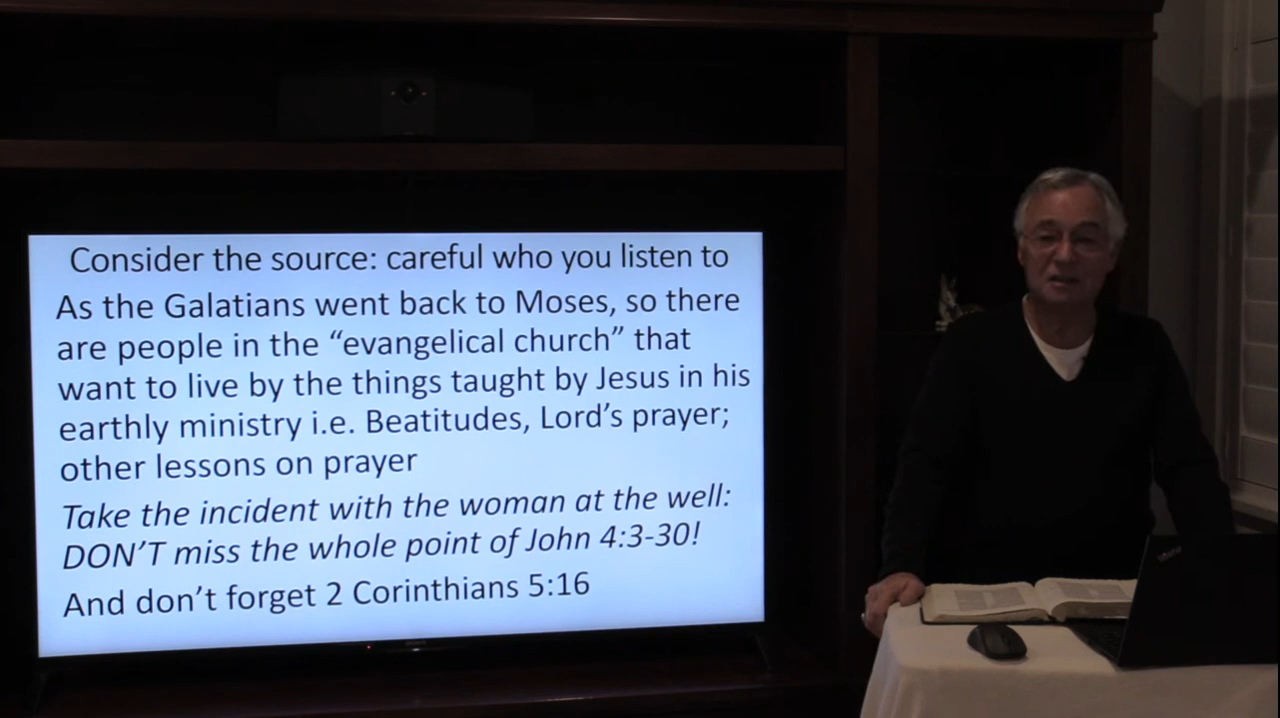 Consider the source: careful who you listen to
As the Galatians went back to Moses, so there
are people in the “evangelical church” that
want to live by the things taught by Jesus in his
earthly ministry i.e. Beatitudes, Lord’s prayer;
other lessons on prayer
Take the incident with the woman at the well:
DON’T miss the whole point of John 4:3-30!
And don’t forget 2 Corinthians 5:16